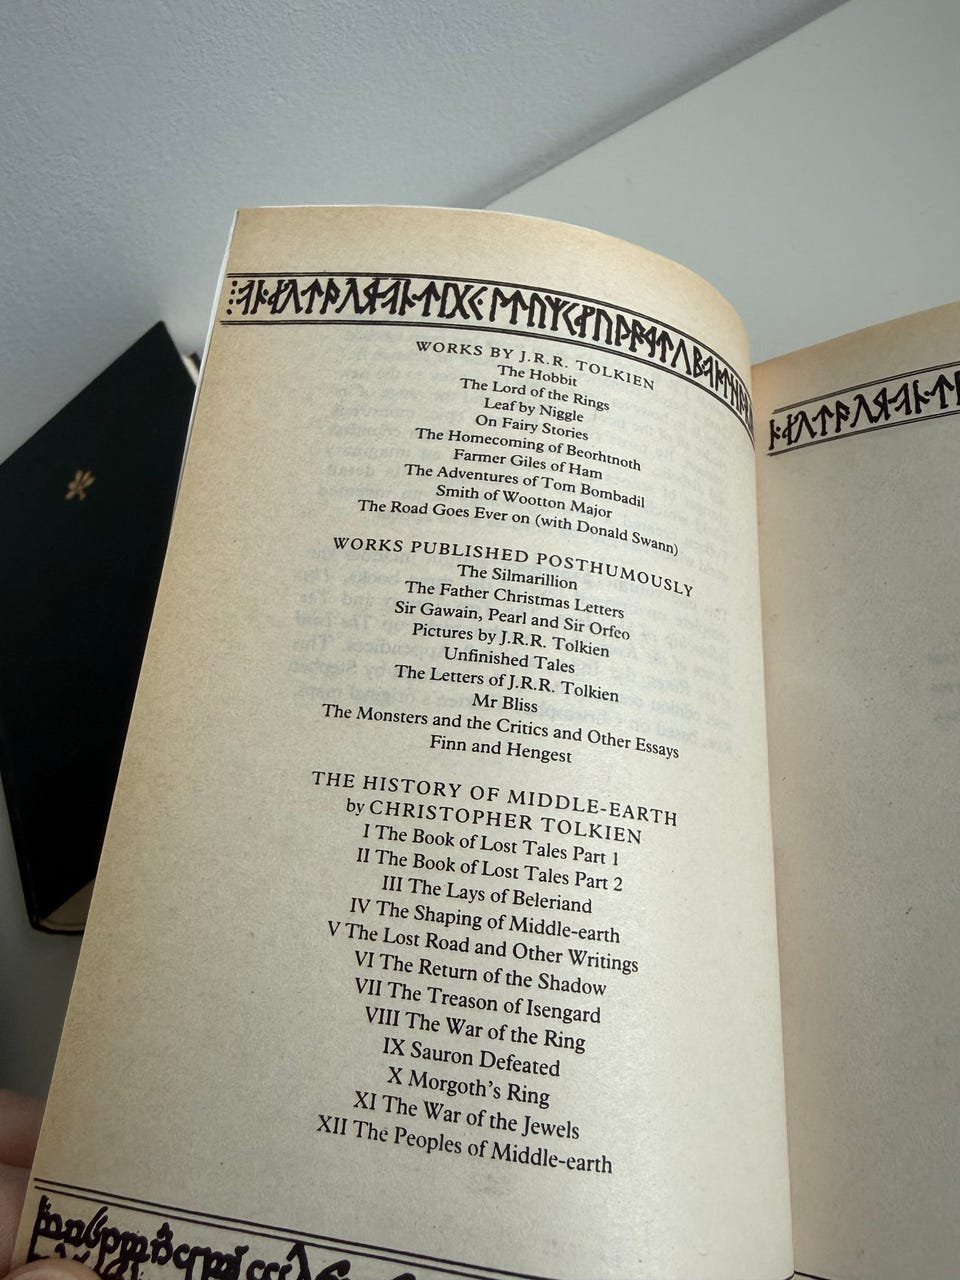 WORKS BY J.R.R. TOLKIEN
The Hobbit
The Lord of the Rings
Leaf by Niggle
On Fairy Stories
The Homecoming of Beorhtnoth
Farmer Giles of Ham
The Adventures of Tom Bombadil
Smith of Wootton Major
The Road Goes Ever on (with Donald Swann)
WORKS PUBLISHED POSTHUMOUSLY
The Silmarillion
The Father Christmas Letters
Sir Gawain, Pearl and Sir Orfeo
Pictures by J.R.R. Tolkien
Unfinished Tales
The Letters of J.R.R. Tolkien
Mr Bliss
The Monsters and the Critics and Other Essays
Finn and Hengest
THE HISTORY OF MIDDLE-EARTH
by CHRISTOPHER TOLKIEN
I The Book of Lost Tales Part 1
II The Book of Lost Tales Part 2
III The Lays of Beleriand
IV The Shaping of Middle-earth
V The Lost Road and Other Writings
VI The Return of the Shadow
VII The Treason of Isengard
VIII The War of the Ring
IX Sauron Defeated
X Morgoth's Ring
XI The War of the Jewels
XII The Peoples of Middle-earth